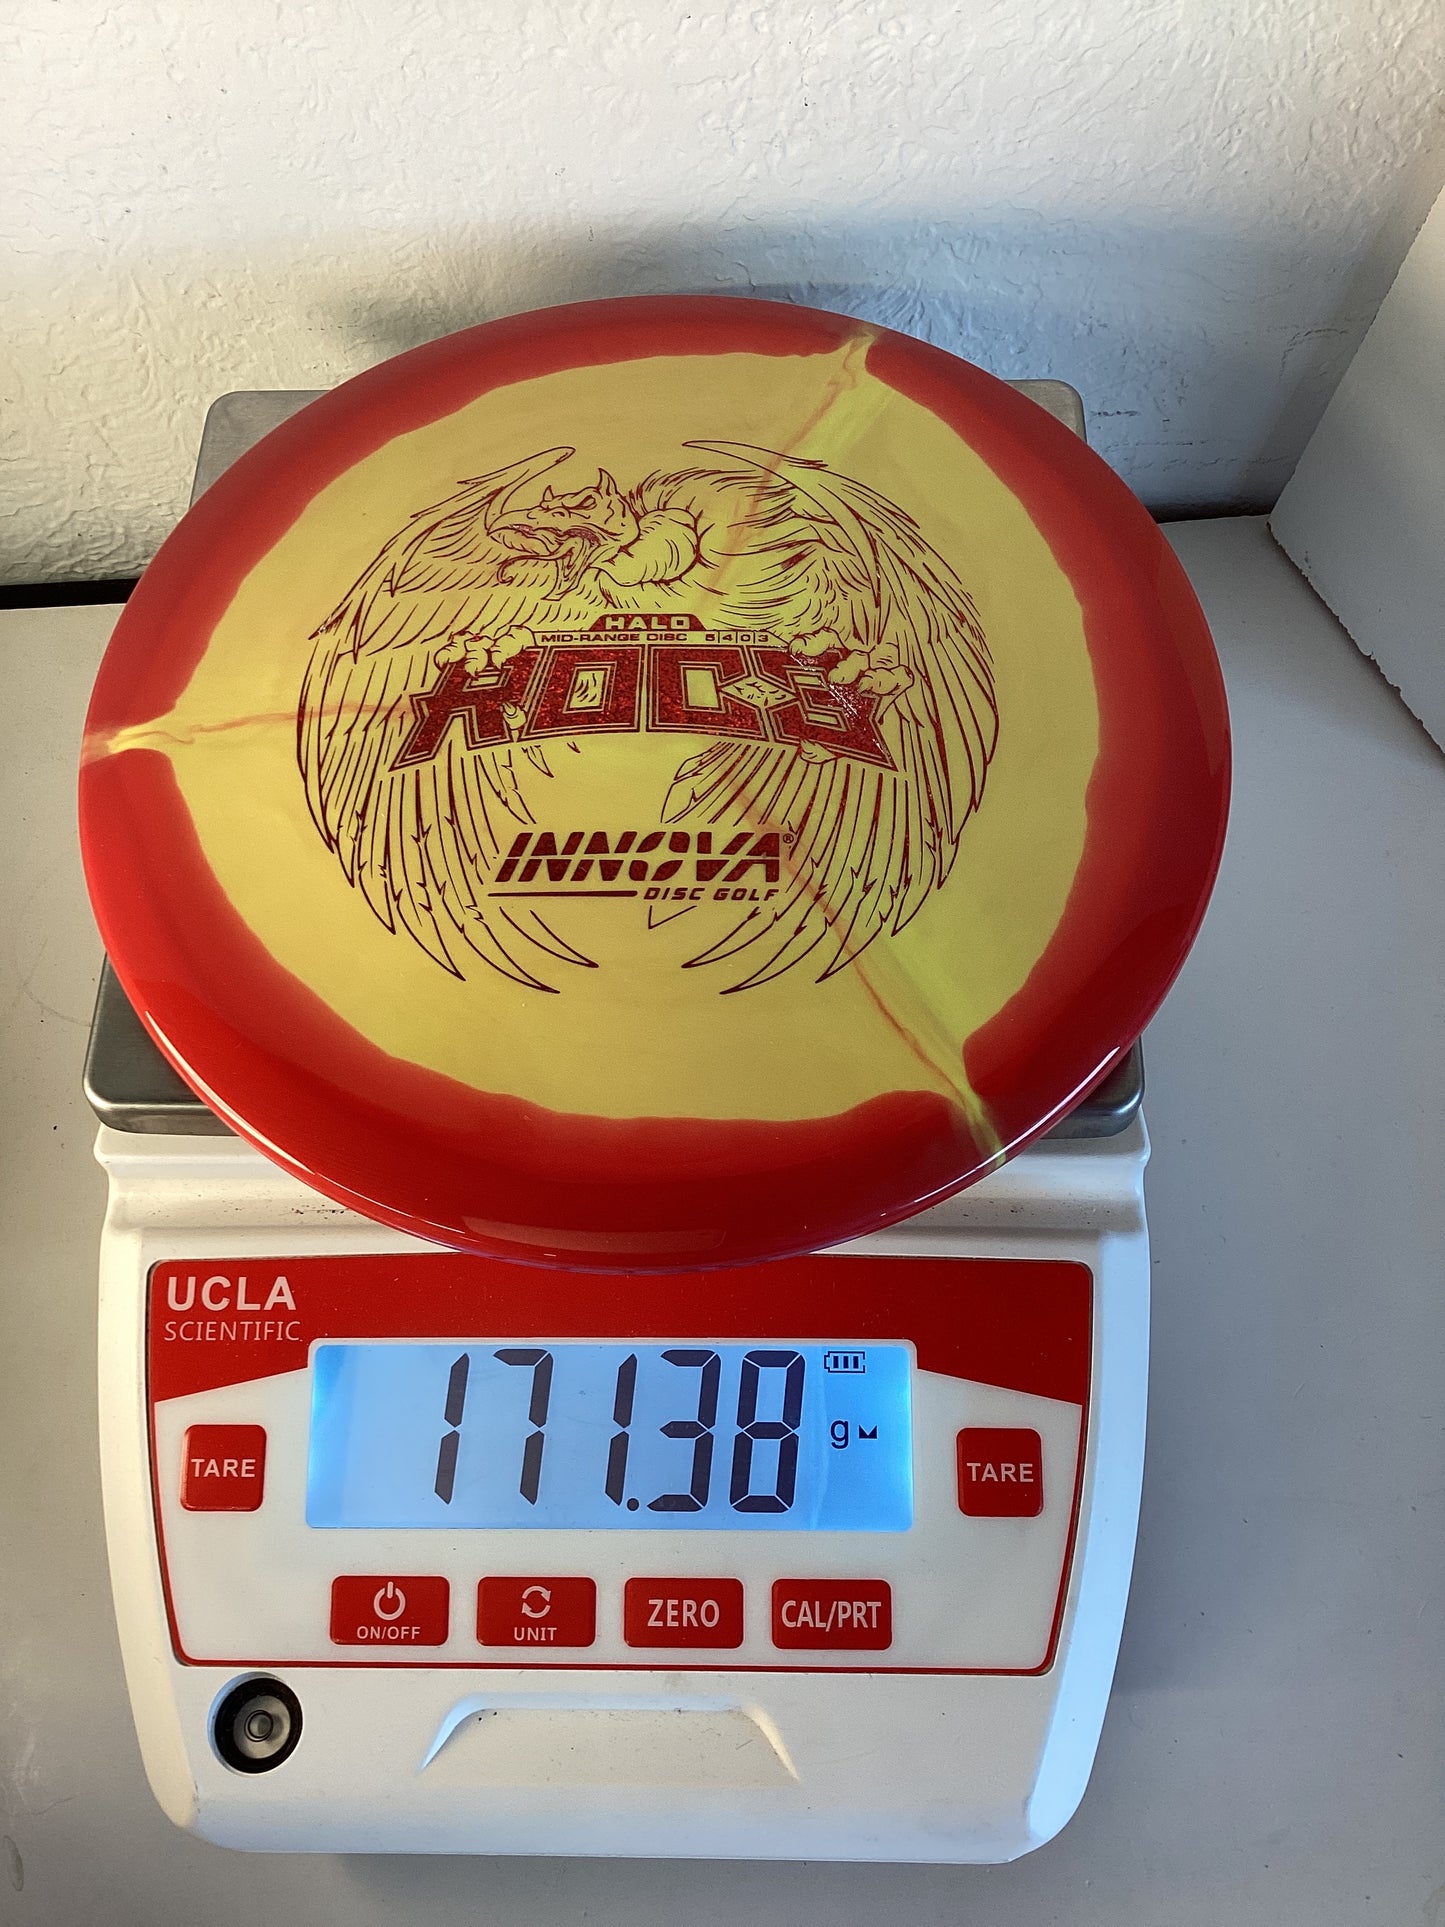 HALO
MID-RANGE DISC 5|4|0|3
ROC3
INNOVA®
DISC GOLF
UCLA
SCIENTIFIC
171.38 g
TARE
TARE
ON/OFF
UNIT
ZERO
CAL/PRT